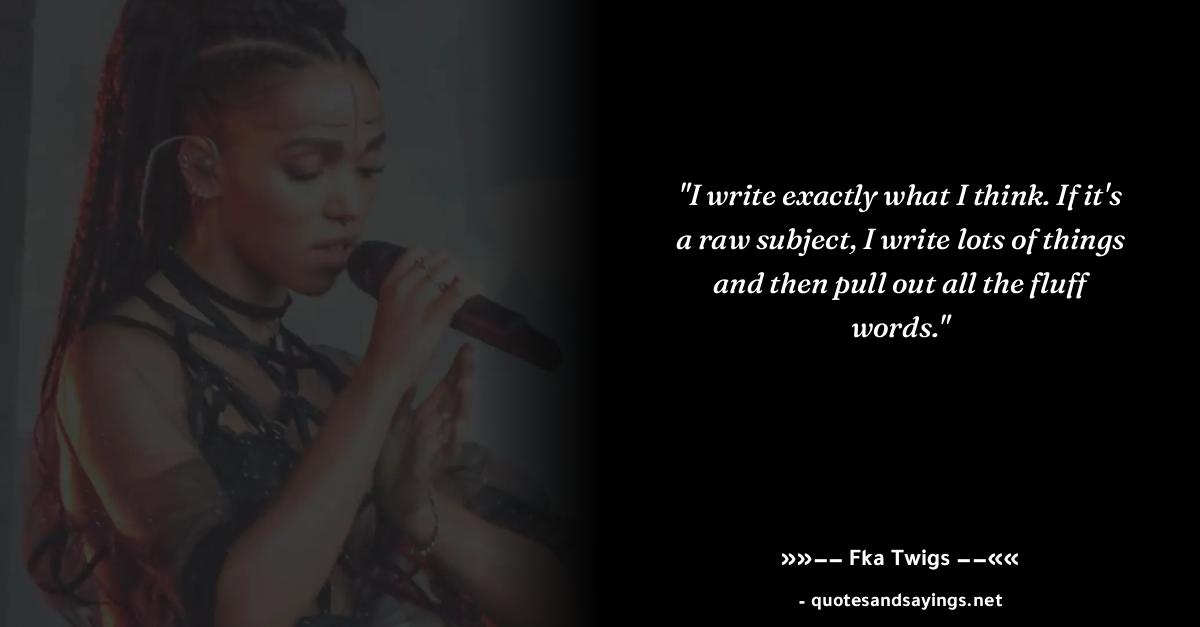 "I write exactly what I think. If it's
a raw subject, I write lots of things
and then pull out all the fluff
words."
»»—— Fka Twigs ——««
- quotesandsayings.net